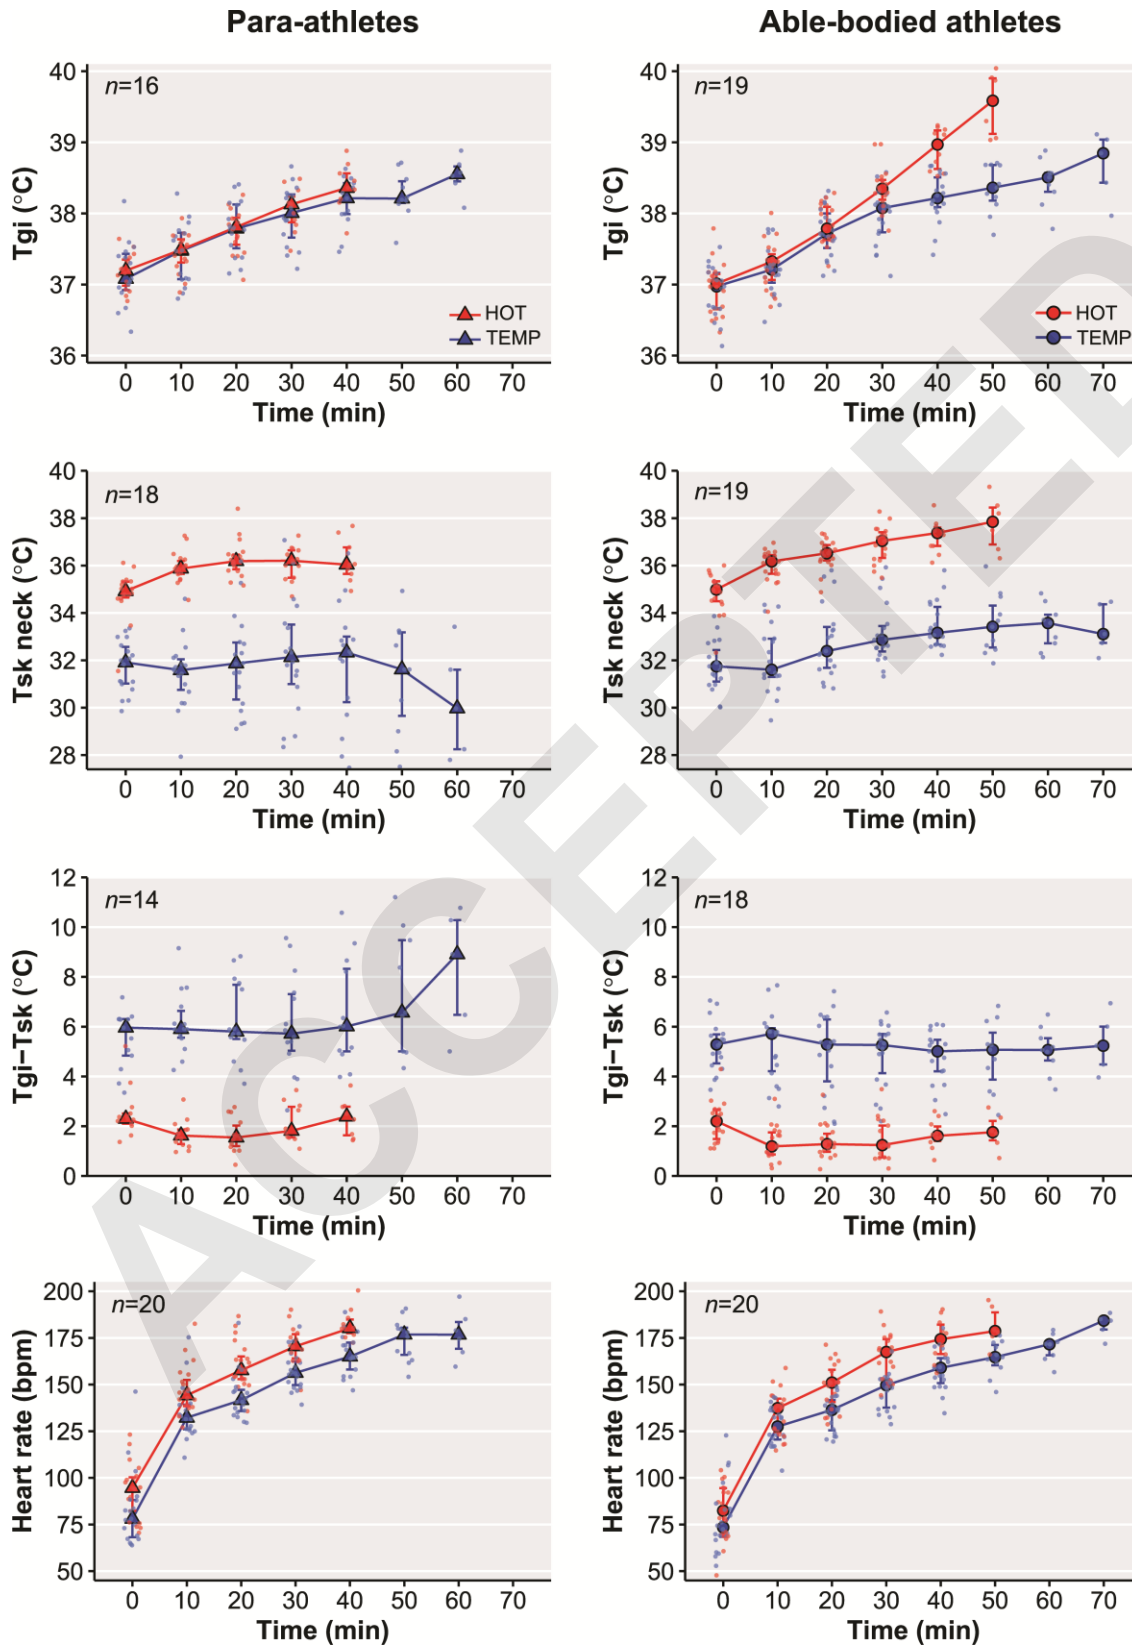 Para-athletes
Able-bodied athletes
n=16
Tgi (°C)
40
39
38
37
36
HOT
TEMP
0 10 20 30 40 50 60 70
Time (min)
n=19
Tgi (°C)
40
39
38
37
36
HOT
TEMP
0 10 20 30 40 50 60 70
Time (min)
n=18
Tsk neck (°C)
40
38
36
34
32
30
28
0 10 20 30 40 50 60 70
Time (min)
n=19
Tsk neck (°C)
40
38
36
34
32
30
28
0 10 20 30 40 50 60 70
Time (min)
n=14
Tgi–Tsk (°C)
12
10
8
6
4
2
0
0 10 20 30 40 50 60 70
Time (min)
n=18
Tgi–Tsk (°C)
12
10
8
6
4
2
0
0 10 20 30 40 50 60 70
Time (min)
n=20
Heart rate (bpm)
200
175
150
125
100
75
50
0 10 20 30 40 50 60 70
Time (min)
n=20
Heart rate (bpm)
200
175
150
125
100
75
50
0 10 20 30 40 50 60 70
Time (min)
ACCEPTED